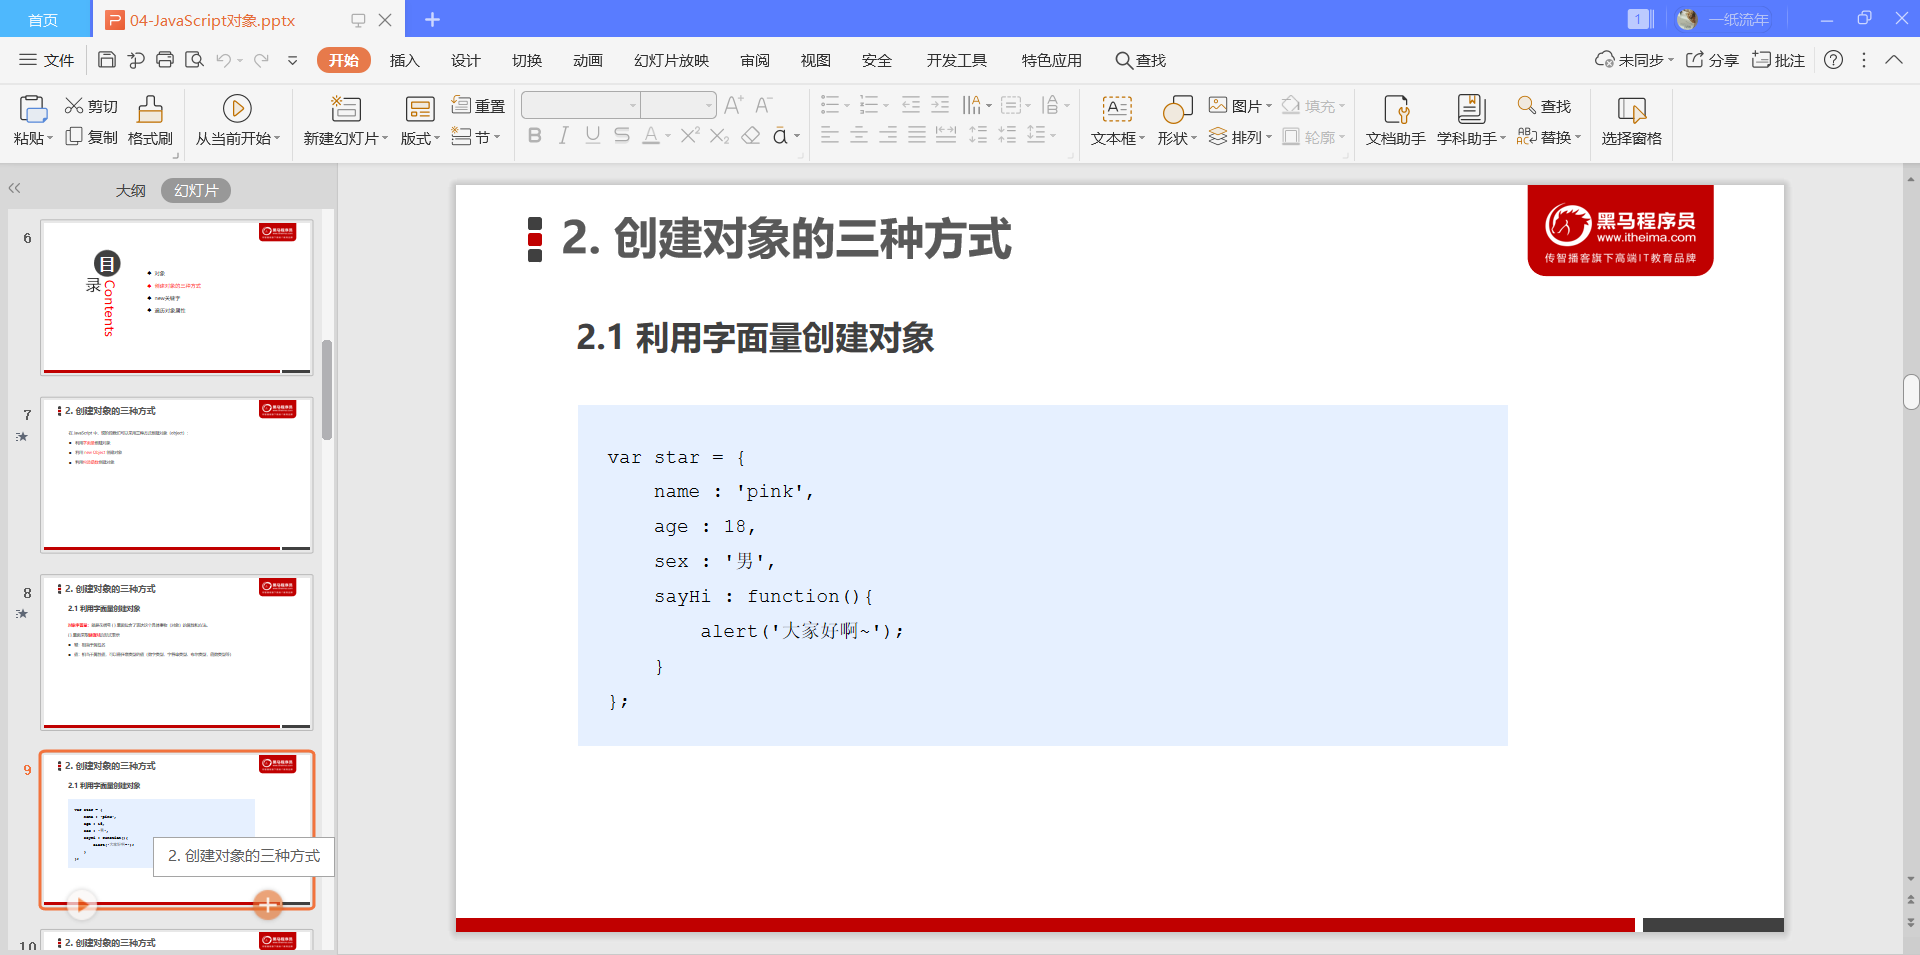 首页
04-JavaScript对象.pptx
1
一纸流年
文件
开始
插入
设计
切换
动画
幻灯片放映
审阅
视图
安全
开发工具
特色应用
查找
未同步
分享
批注
粘贴
剪切
复制
格式刷
从当前开始
新建幻灯片
版式
重置
节
文本框
形状
图片
排列
填充
轮廓
文档助手
学科助手
查找
替换
选择窗格
大纲
幻灯片
6
目
录
Contents
对象
创建对象的三种方式
new关键字
遍历对象属性
7
2. 创建对象的三种方式
8
2. 创建对象的三种方式
2.1 利用字面量创建对象
9
2. 创建对象的三种方式
2.1 利用字面量创建对象
2. 创建对象的三种方式
10
2. 创建对象的三种方式
2. 创建对象的三种方式
黑马程序员
www.itheima.com
传智播客旗下高端IT教育品牌
2.1 利用字面量创建对象
var star = {
name : 'pink',
age : 18,
sex : '男',
sayHi : function(){
alert('大家好啊~');
}
};